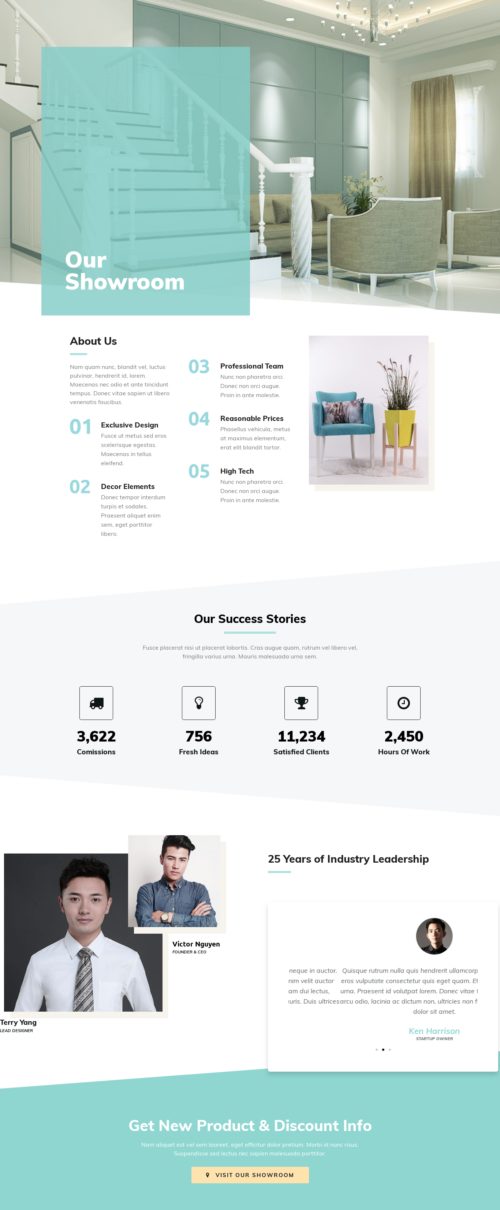 Our
Showroom
About Us
Nam quam nunc, blandit vel, luctus
pulvinar, hendrerit id, lorem.
Maecenas nec odio et ante tincidunt
tempus. Donec vitae sapien ut libero
venenatis faucibus.
01
Exclusive Design
Fusce ut metus sed eros
scelerisque egestas.
Maecenas in tellus
eleifend.
02
Decor Elements
Donec tempor interdum
turpis et sodales.
Praesent aliquet enim
sem, eget porttitor
libero.
03
Professional Team
Nunc non pharetra orci.
Donec non orci augue.
Proin in ante molestie.
04
Reasonable Prices
Phasellus vehicula, metus
at maximus elementum,
erat elit blandit tortor.
05
High Tech
Nunc non pharetra orci.
Donec non orci augue.
Proin in ante molestie.
Our Success Stories
Fusce placerat nisi ut placerat lobortis. Cras augue quam, rutrum vel libero vel,
fringilla varius urna. Mauris malesuada urna sem.
3,622
Comissions
756
Fresh Ideas
11,234
Satisfied Clients
2,450
Hours Of Work
Victor Nguyen
FOUNDER & CEO
Terry Yang
LEAD DESIGNER
25 Years of Industry Leadership
neque in auctor. Quisque rutrum nulla quis hendrerit ullamcorp
nem velit auctor eros vulputate consectetur quis eget quam. Et
am dui lectus, urna. Praesent id volutpat lorem. Donec vitae l
uris. Duis ultrices arcu odio, lacinia ac dictum non, ultricies non f
dolor sit amet.
Ken Harrison
STARTUP OWNER
Get New Product & Discount Info
Nam aliquet est vel sem laoreet, eget efficitur dolor pretium. Morbi et nunc risus.
Suspendisse sed lectus nec sapien malesuada porttitor.
VISIT OUR SHOWROOM